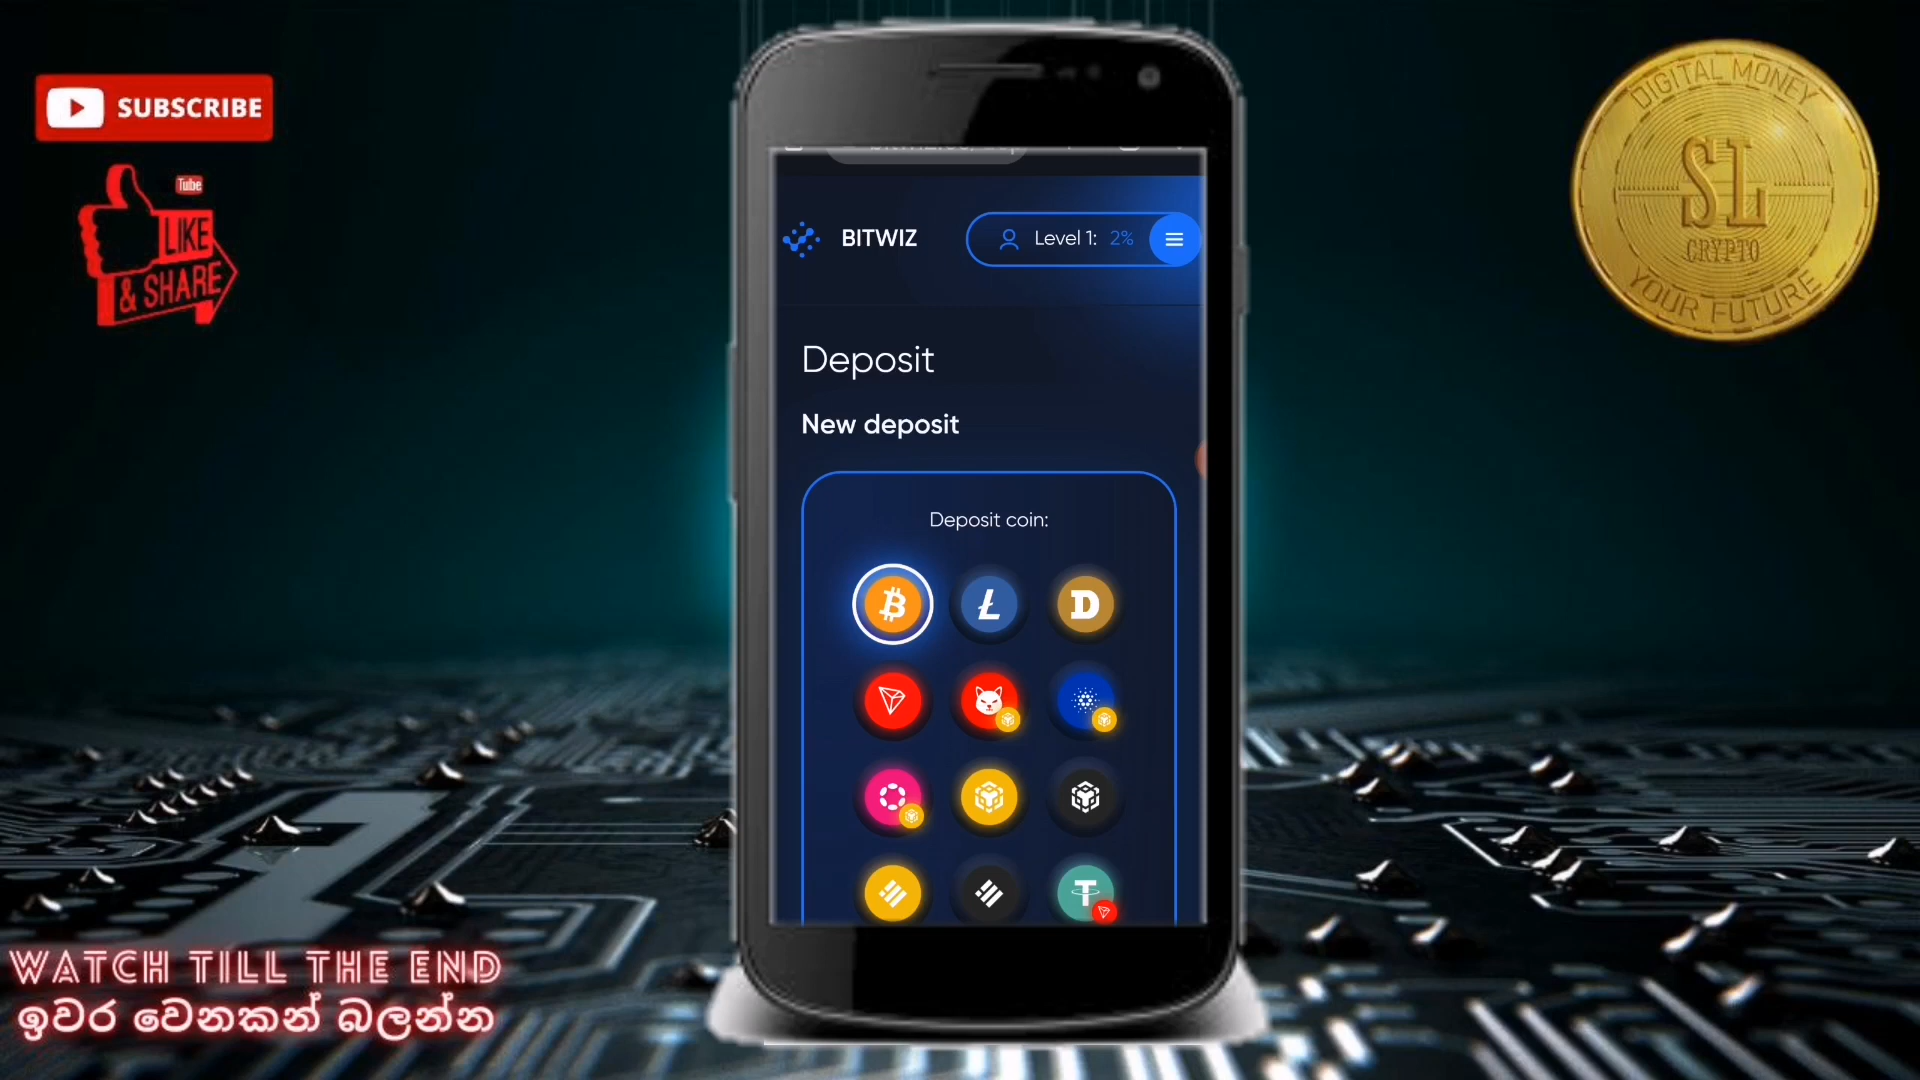 SUBSCRIBE
Tube
LIKE
& SHARE
DIGITAL MONEY
SL
CRYPTO
YOUR FUTURE
BITWIZ
Level 1: 2%
Deposit
New deposit
Deposit coin:
WATCH TILL THE END
ඉවර වෙනකන් බලන්න